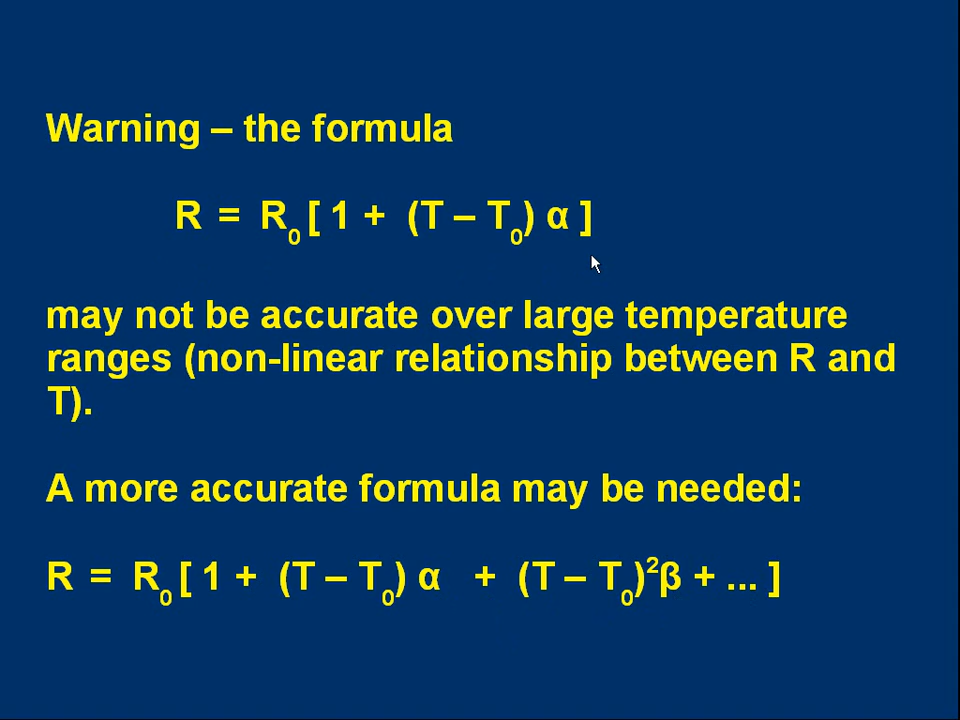 Warning – the formula
R = R₀ [ 1 + (T – T₀) α ]
may not be accurate over large temperature
ranges (non-linear relationship between R and
T).
A more accurate formula may be needed:
R = R₀ [ 1 + (T – T₀) α + (T – T₀)²β + ... ]